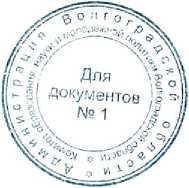 Администрация Волгоградской области
Комитет образования, науки и молодежной политики Волгоградской области
Для
документов
№ 1